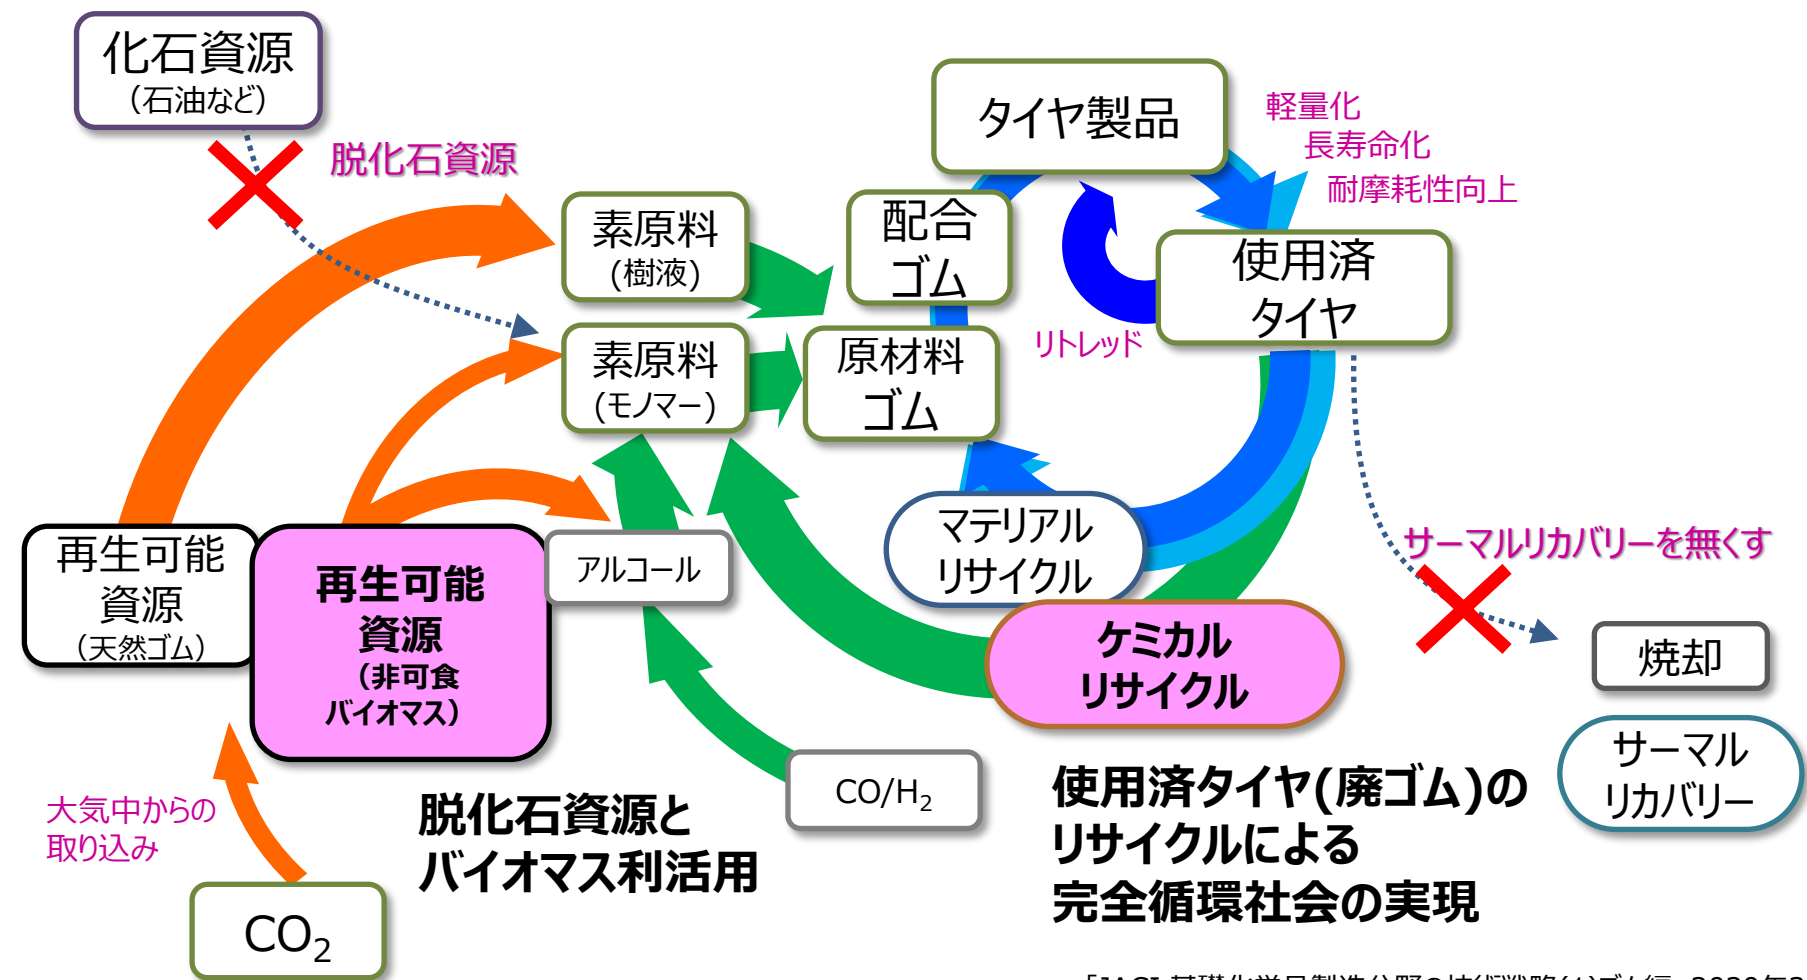 化石資源
（石油など）
脱化石資源
タイヤ製品
軽量化
長寿命化
耐摩耗性向上
素原料
(樹液)
配合
ゴム
使用済
タイヤ
リトレッド
素原料
(モノマー)
原材料
ゴム
再生可能
資源
（天然ゴム）
再生可能
資源
（非可食
バイオマス）
アルコール
マテリアル
リサイクル
サーマルリカバリーを無くす
ケミカル
リサイクル
焼却
サーマル
リカバリー
CO/H₂
大気中からの
取り込み
CO₂
脱化石資源と
バイオマス利活用
使用済タイヤ(廃ゴム)の
リサイクルによる
完全循環社会の実現